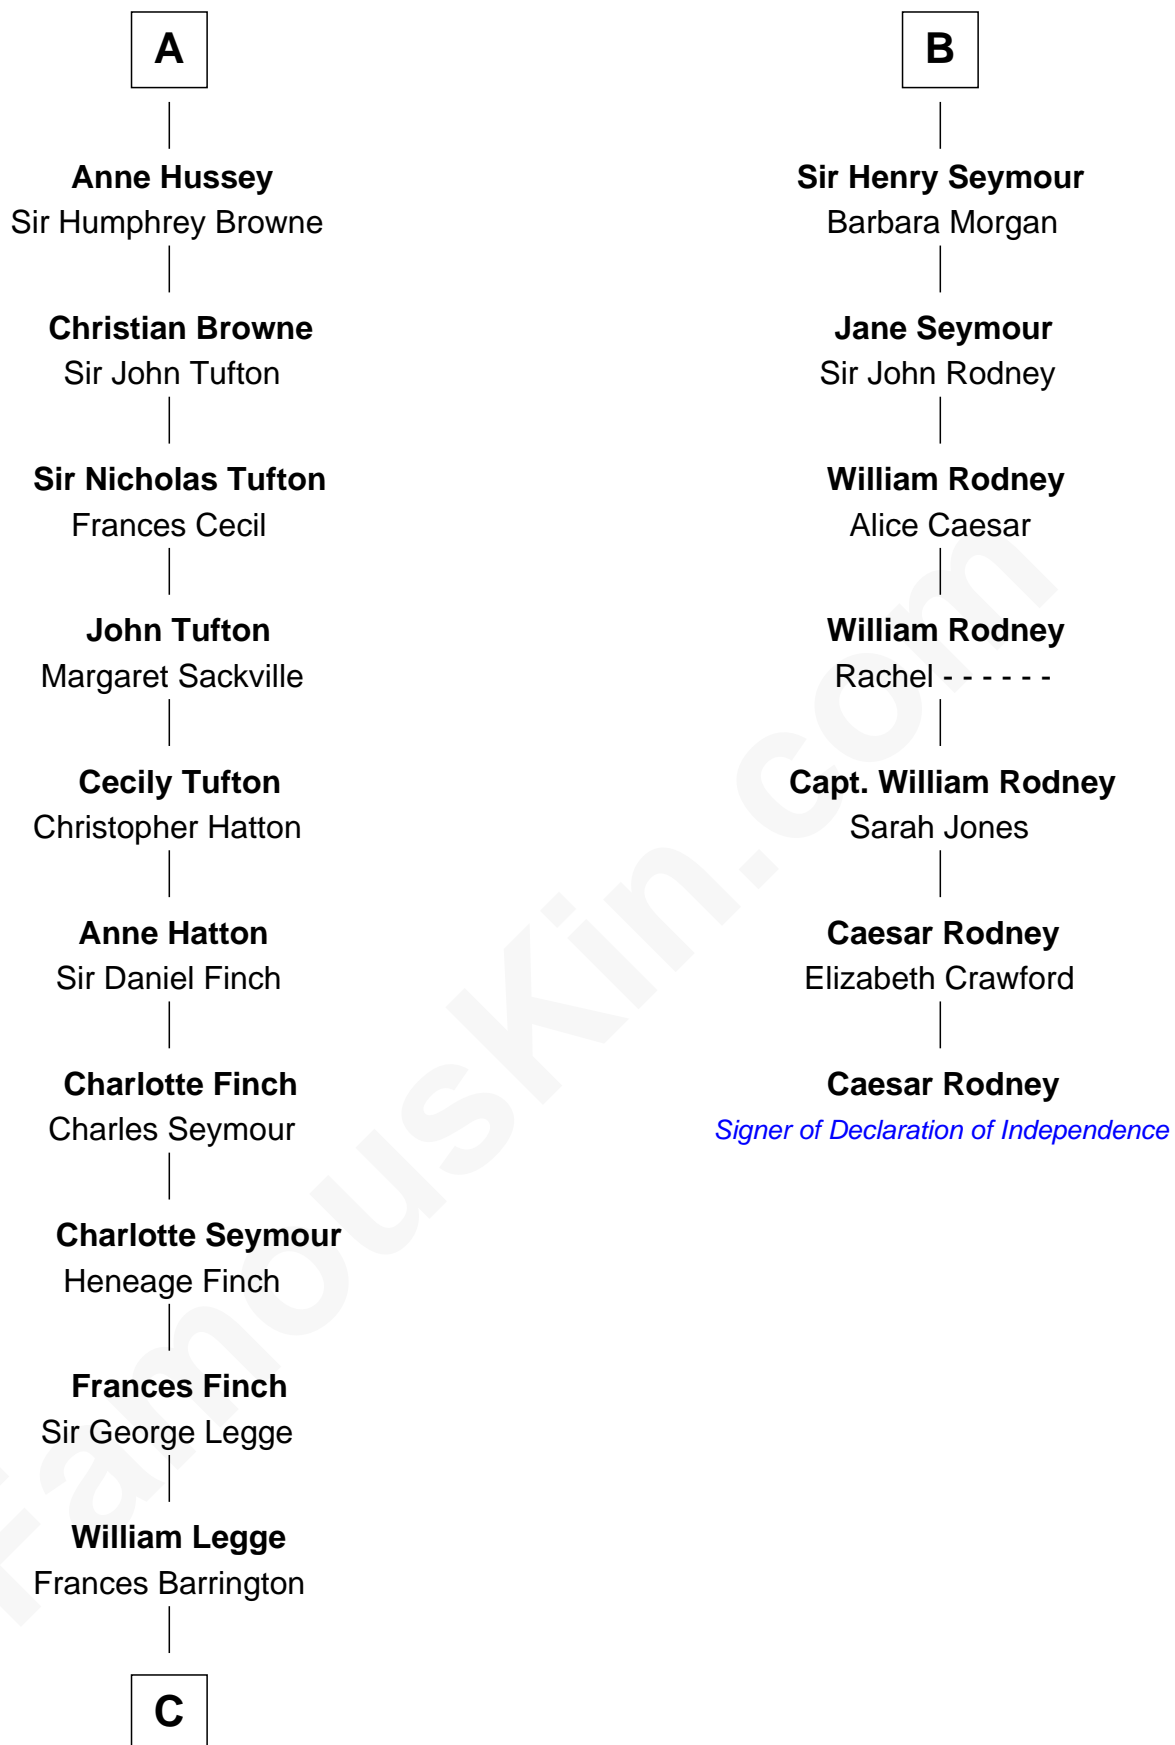 A
Anne Hussey
Sir Humphrey Browne
Christian Browne
Sir John Tufton
Sir Nicholas Tufton
Frances Cecil
John Tufton
Margaret Sackville
Cecily Tufton
Christopher Hatton
Anne Hatton
Sir Daniel Finch
Charlotte Finch
Charles Seymour
Charlotte Seymour
Heneage Finch
Frances Finch
Sir George Legge
William Legge
Frances Barrington
C
B
Sir Henry Seymour
Barbara Morgan
Jane Seymour
Sir John Rodney
William Rodney
Alice Caesar
William Rodney
Rachel - - - - - -
Capt. William Rodney
Sarah Jones
Caesar Rodney
Elizabeth Crawford
Caesar Rodney
Signer of Declaration of Independence
FamousKin.com